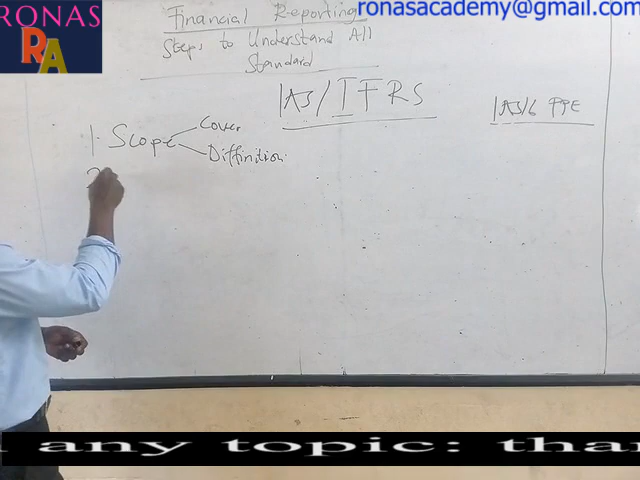 RONAS
RA
ronasacademy@gmail.com
Financial Reporting
Steps to Understand All
Standard
IAS/IFRS
IAS16 PPE
1. Scope
Cover
Diffinition
2
any topic: tha